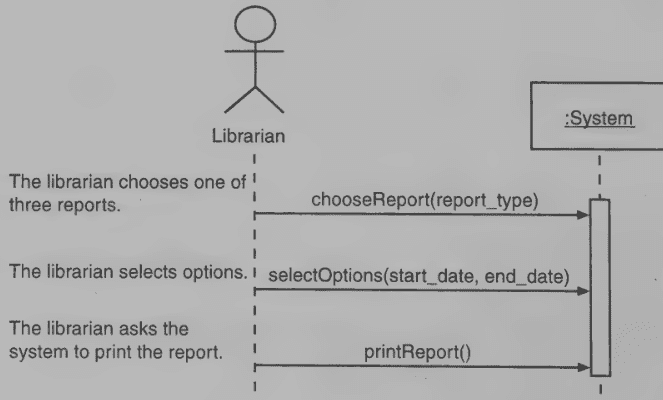 Librarian
:System
The librarian chooses one of
three reports.
chooseReport(report_type)
The librarian selects options.
selectOptions(start_date, end_date)
The librarian asks the
system to print the report.
printReport()